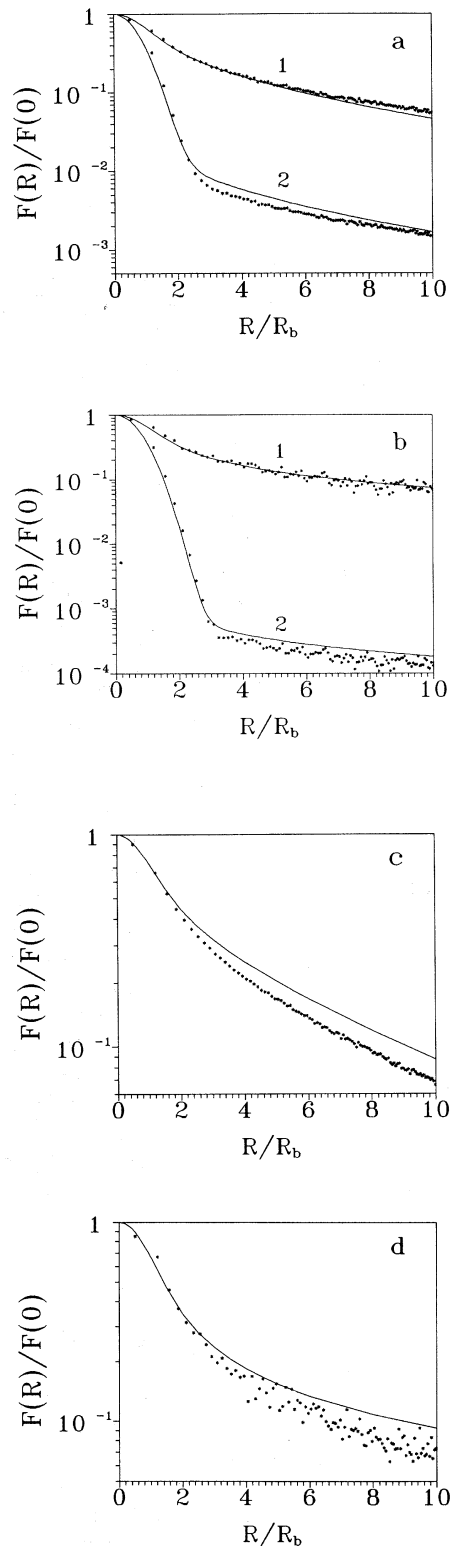 a
1
10⁻¹
10⁻²
10⁻³
1
2
F(R)/F(0)
0 2 4 6 8 10
R/R_b
b
1
10⁻¹
10⁻²
10⁻³
10⁻⁴
1
2
F(R)/F(0)
0 2 4 6 8 10
R/R_b
c
1
10⁻¹
F(R)/F(0)
0 2 4 6 8 10
R/R_b
d
1
10⁻¹
F(R)/F(0)
0 2 4 6 8 10
R/R_b